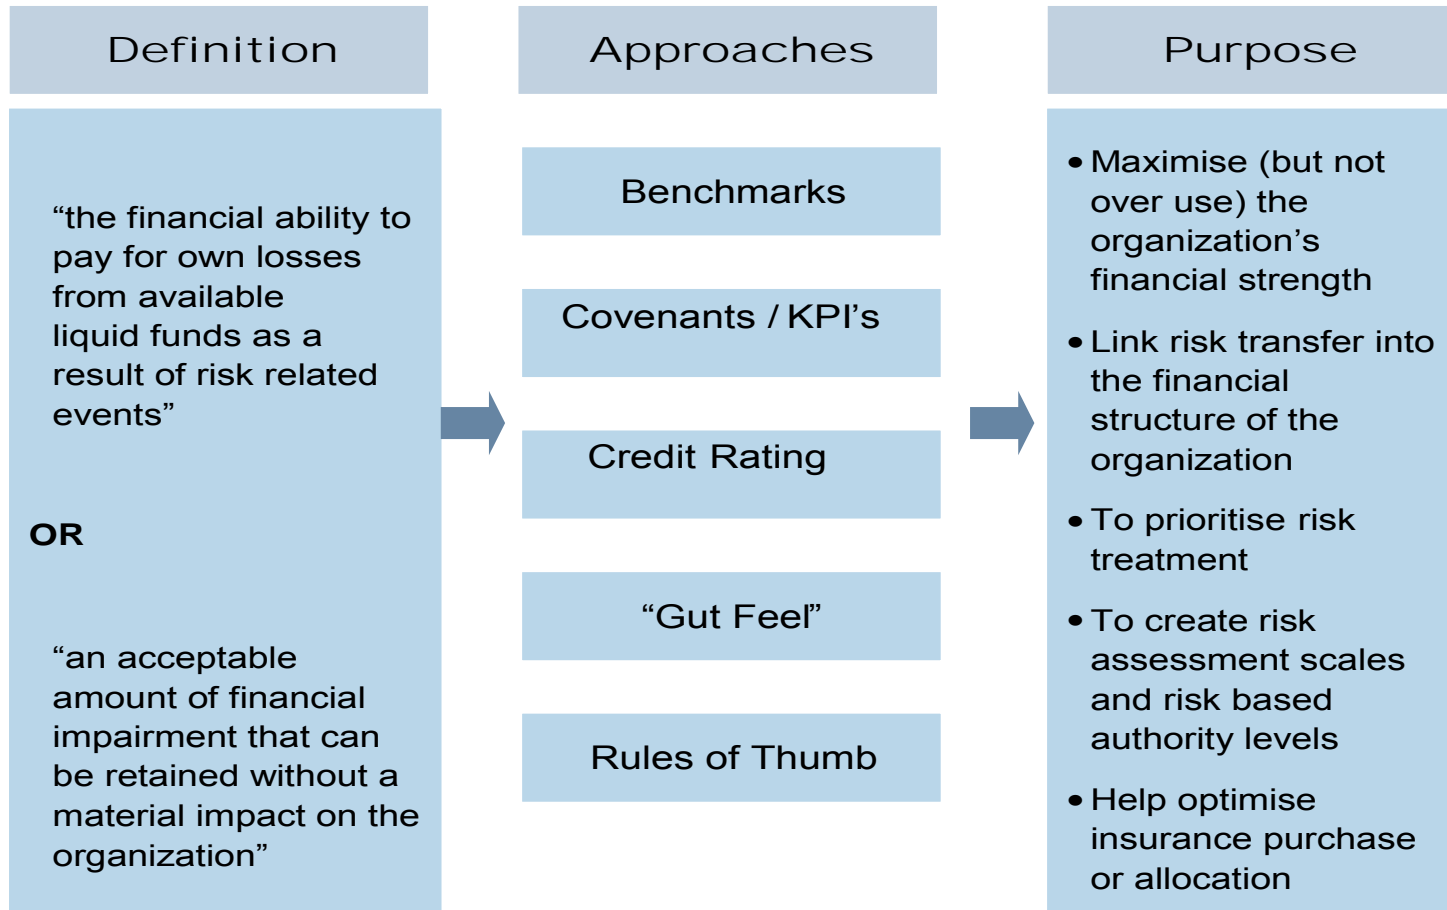 Definition
“the financial ability to
pay for own losses
from available
liquid funds as a
result of risk related
events”
OR
“an acceptable
amount of financial
impairment that can
be retained without a
material impact on the
organization”
Approaches
Benchmarks
Covenants / KPI’s
Credit Rating
“Gut Feel”
Rules of Thumb
Purpose
• Maximise (but not
over use) the
organization’s
financial strength
• Link risk transfer into
the financial
structure of the
organization
• To prioritise risk
treatment
• To create risk
assessment scales
and risk based
authority levels
• Help optimise
insurance purchase
or allocation